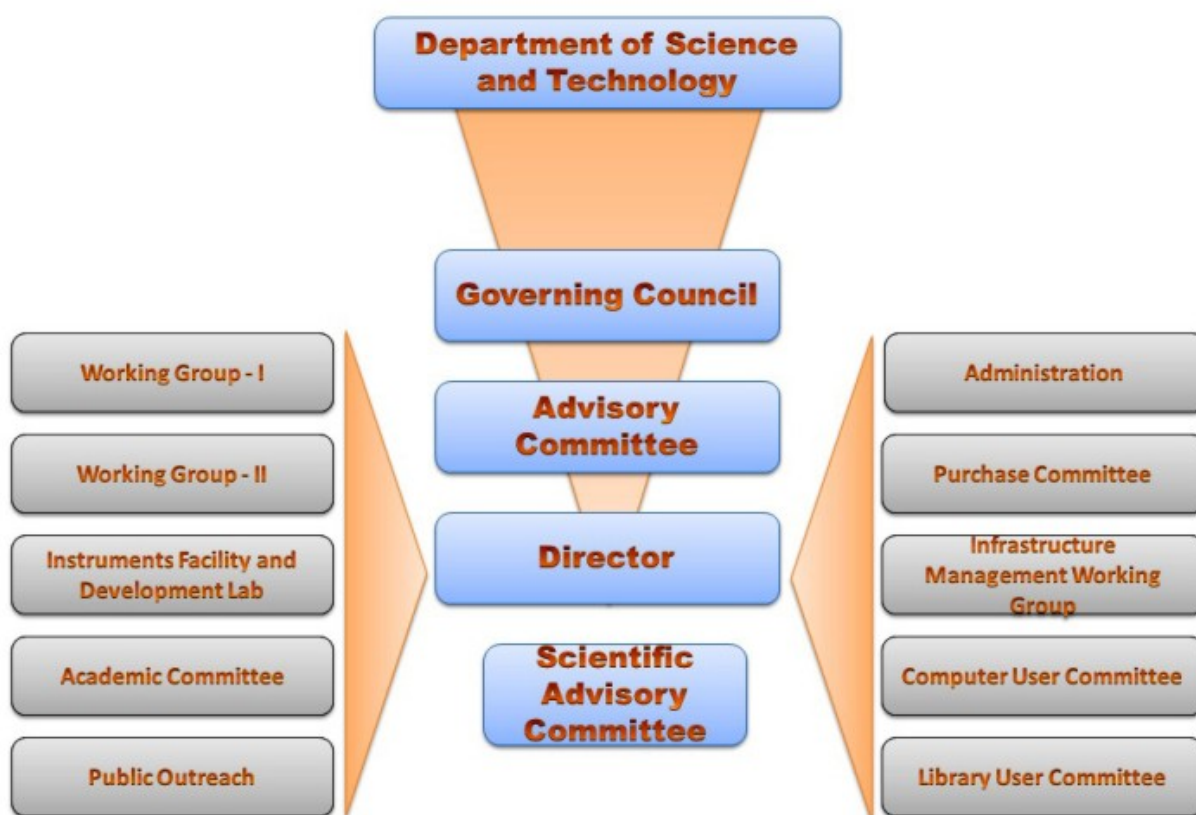 Department of Science
and Technology
Governing Council
Advisory
Committee
Director
Scientific
Advisory
Committee
Working Group - I
Working Group - II
Instruments Facility and
Development Lab
Academic Committee
Public Outreach
Administration
Purchase Committee
Infrastructure
Management Working
Group
Computer User Committee
Library User Committee